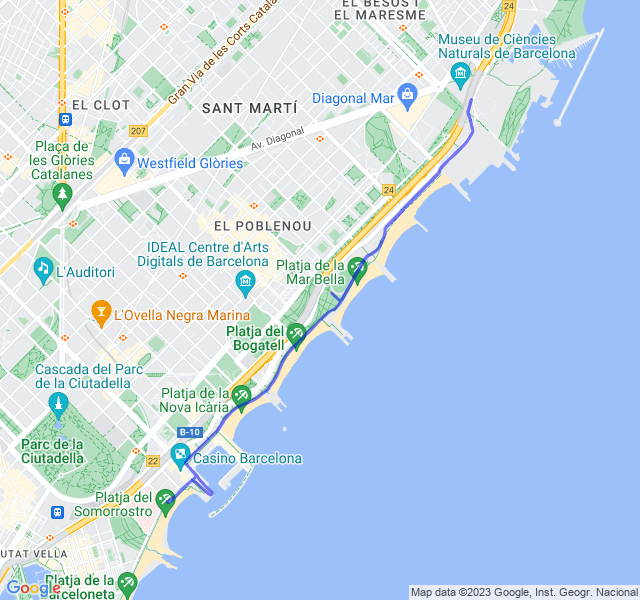 EL BESÒS I
EL MARESME
24
Museu de Ciències
Naturals de Barcelona
Gran Via de les Corts Catala
EL CLOT
SANT MARTÍ
Diagonal Mar
207
Av. Diagonal
Plaça de
les Glòries
Catalanes
Westfield Glòries
24
EL POBLENOU
IDEAL Centre d'Arts
Digitals de Barcelona
Platja de la
Mar Bella
L'Auditori
L'Ovella Negra Marina
Platja del
Bogatell
Cascada del Parc
de la Ciutadella
Platja de la
Nova Icària
B-10
Parc de la
Ciutadella
22
Casino Barcelona
Platja del
Somorrostro
UTAT VELLA
Platja de la
arceloneta
Google
Map data ©2023 Google, Inst. Geogr. Nacional